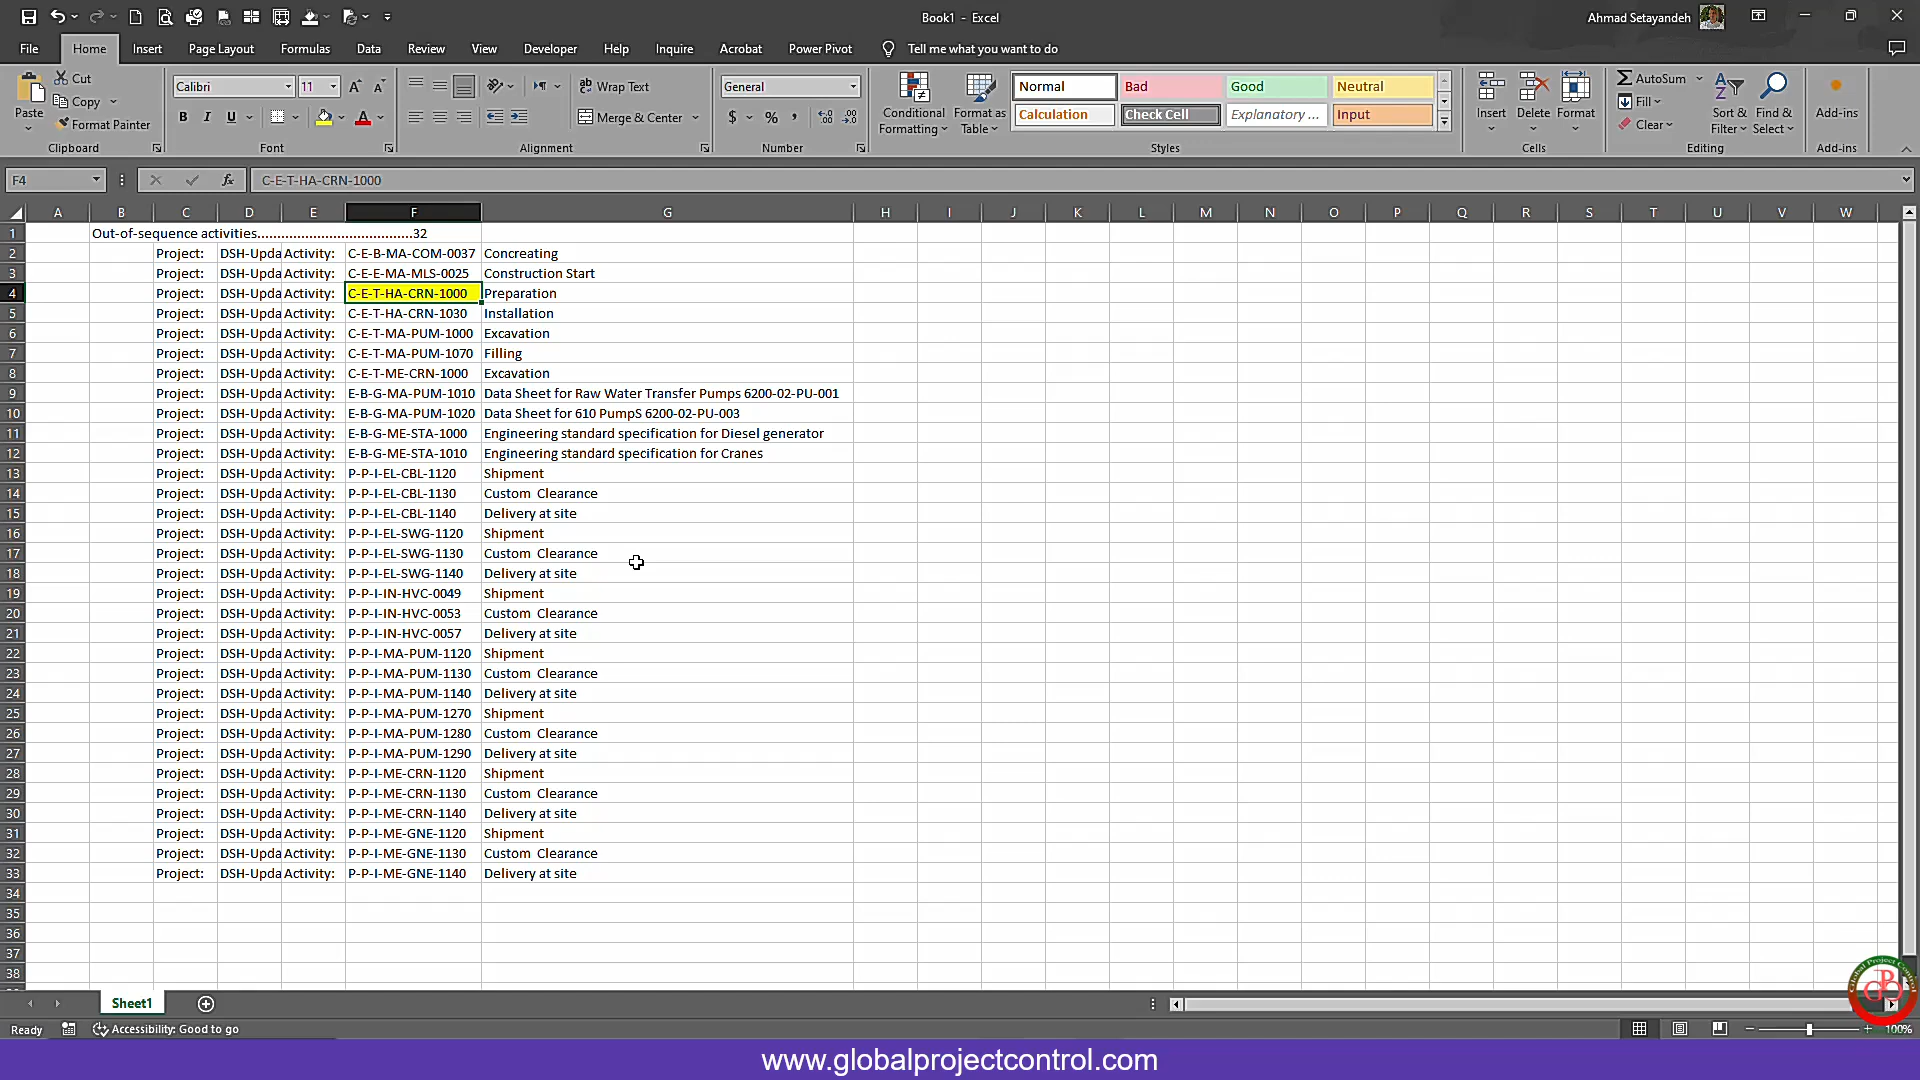 Book1 - Excel
Ahmad Setayandeh
File Home Insert Page Layout Formulas Data Review View Developer Help Inquire Acrobat Power Pivot Tell me what you want to do
Paste
Cut
Copy
Format Painter
Clipboard
Calibri 11
B I U
Font
Wrap Text
Merge & Center
Alignment
General
$ % ,
Number
Conditional Formatting
Format as Table
Normal Bad Good Neutral
Calculation Check Cell Explanatory ... Input
Styles
Insert Delete Format
Cells
AutoSum
Fill
Clear
Sort & Filter
Find & Select
Editing
Add-ins
Add-ins
F4 fx C-E-T-HA-CRN-1000
A B C D E F G H I J K L M N O P Q R S T U V W
1 Out-of-sequence activities......................................32
2 Project: DSH-Upda Activity: C-E-B-MA-COM-0037 Concreating
3 Project: DSH-Upda Activity: C-E-E-MA-MLS-0025 Construction Start
4 Project: DSH-Upda Activity: C-E-T-HA-CRN-1000 Preparation
5 Project: DSH-Upda Activity: C-E-T-HA-CRN-1030 Installation
6 Project: DSH-Upda Activity: C-E-T-MA-PUM-1000 Excavation
7 Project: DSH-Upda Activity: C-E-T-MA-PUM-1070 Filling
8 Project: DSH-Upda Activity: C-E-T-ME-CRN-1000 Excavation
9 Project: DSH-Upda Activity: E-B-G-MA-PUM-1010 Data Sheet for Raw Water Transfer Pumps 6200-02-PU-001
10 Project: DSH-Upda Activity: E-B-G-MA-PUM-1020 Data Sheet for 610 PumpS 6200-02-PU-003
11 Project: DSH-Upda Activity: E-B-G-ME-STA-1000 Engineering standard specification for Diesel generator
12 Project: DSH-Upda Activity: E-B-G-ME-STA-1010 Engineering standard specification for Cranes
13 Project: DSH-Upda Activity: P-P-I-EL-CBL-1120 Shipment
14 Project: DSH-Upda Activity: P-P-I-EL-CBL-1130 Custom Clearance
15 Project: DSH-Upda Activity: P-P-I-EL-CBL-1140 Delivery at site
16 Project: DSH-Upda Activity: P-P-I-EL-SWG-1120 Shipment
17 Project: DSH-Upda Activity: P-P-I-EL-SWG-1130 Custom Clearance
18 Project: DSH-Upda Activity: P-P-I-EL-SWG-1140 Delivery at site
19 Project: DSH-Upda Activity: P-P-I-IN-HVC-0049 Shipment
20 Project: DSH-Upda Activity: P-P-I-IN-HVC-0053 Custom Clearance
21 Project: DSH-Upda Activity: P-P-I-IN-HVC-0057 Delivery at site
22 Project: DSH-Upda Activity: P-P-I-MA-PUM-1120 Shipment
23 Project: DSH-Upda Activity: P-P-I-MA-PUM-1130 Custom Clearance
24 Project: DSH-Upda Activity: P-P-I-MA-PUM-1140 Delivery at site
25 Project: DSH-Upda Activity: P-P-I-MA-PUM-1270 Shipment
26 Project: DSH-Upda Activity: P-P-I-MA-PUM-1280 Custom Clearance
27 Project: DSH-Upda Activity: P-P-I-MA-PUM-1290 Delivery at site
28 Project: DSH-Upda Activity: P-P-I-ME-CRN-1120 Shipment
29 Project: DSH-Upda Activity: P-P-I-ME-CRN-1130 Custom Clearance
30 Project: DSH-Upda Activity: P-P-I-ME-CRN-1140 Delivery at site
31 Project: DSH-Upda Activity: P-P-I-ME-GNE-1120 Shipment
32 Project: DSH-Upda Activity: P-P-I-ME-GNE-1130 Custom Clearance
33 Project: DSH-Upda Activity: P-P-I-ME-GNE-1140 Delivery at site
34
35
36
37
38
Sheet1
Global Project Control
Ready Accessibility: Good to go 100%
www.globalprojectcontrol.com